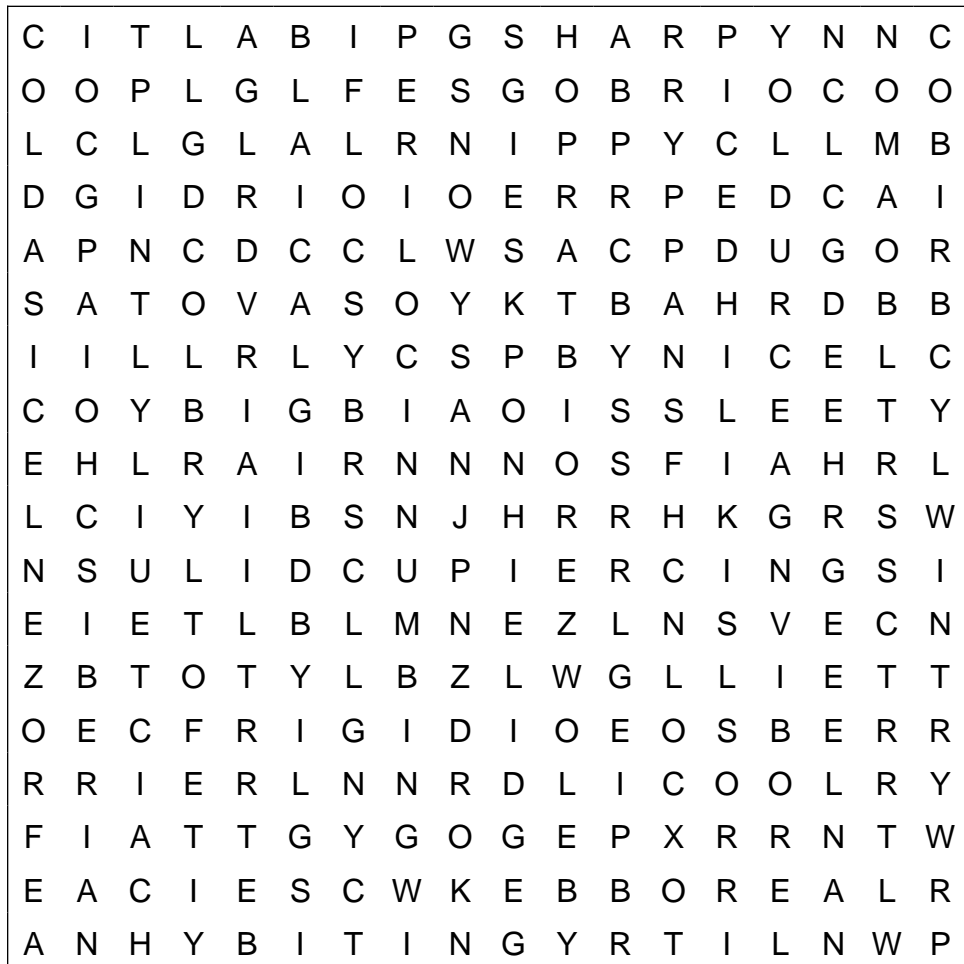 C I T L A B I P G S H A R P Y N N C
O O P L G L F E S G O B R I O C O O
L C L G L A L R N I P P Y C L L M B
D G I D R I O I O E R R P E D C A I
A P N C D C C L W S A C P D U G O R
S A T O V A S O Y K T B A H R D B B
I I L L R L Y C S P B Y N I C E L C
C O Y B I G B I A O I S S L E E T Y
E H L R A I R N N N O S F I A H R L
L C I Y I B S N J H R R H K G R S W
N S U L I D C U P I E R C I N G S I
E I E T L B L M N E Z L N S V E C N
Z B T O T Y L B Z L W G L L I E T T
O E C F R I G I D I O E O S B E R R
R R I E R L N N R D L I C O O L R Y
F I A T T G Y G O G E P X R R N T W
E A C I E S C W K E B B O R E A L R
A N H Y B I T I N G Y R T I L N W P